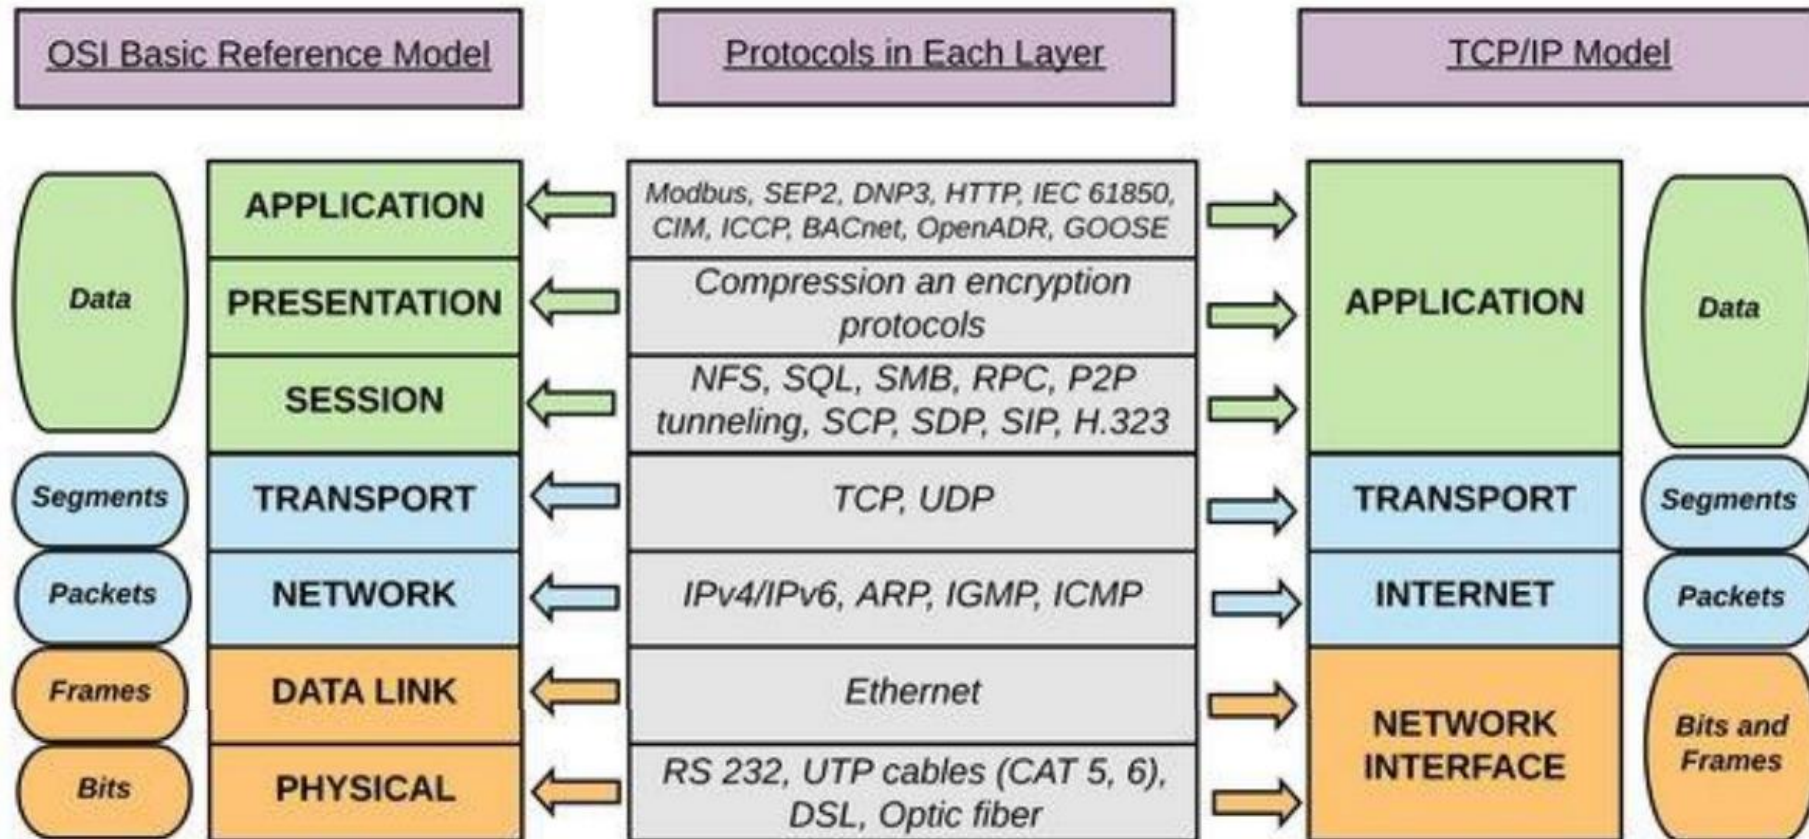 OSI Basic Reference Model
Protocols in Each Layer
TCP/IP Model
Data
APPLICATION
Modbus, SEP2, DNP3, HTTP, IEC 61850,
CIM, ICCP, BACnet, OpenADR, GOOSE
PRESENTATION
Compression an encryption
protocols
SESSION
NFS, SQL, SMB, RPC, P2P
tunneling, SCP, SDP, SIP, H.323
APPLICATION
Data
Segments
TRANSPORT
TCP, UDP
TRANSPORT
Segments
Packets
NETWORK
IPv4/IPv6, ARP, IGMP, ICMP
INTERNET
Packets
Frames
DATA LINK
Ethernet
Bits
PHYSICAL
RS 232, UTP cables (CAT 5, 6),
DSL, Optic fiber
NETWORK
INTERFACE
Bits and
Frames